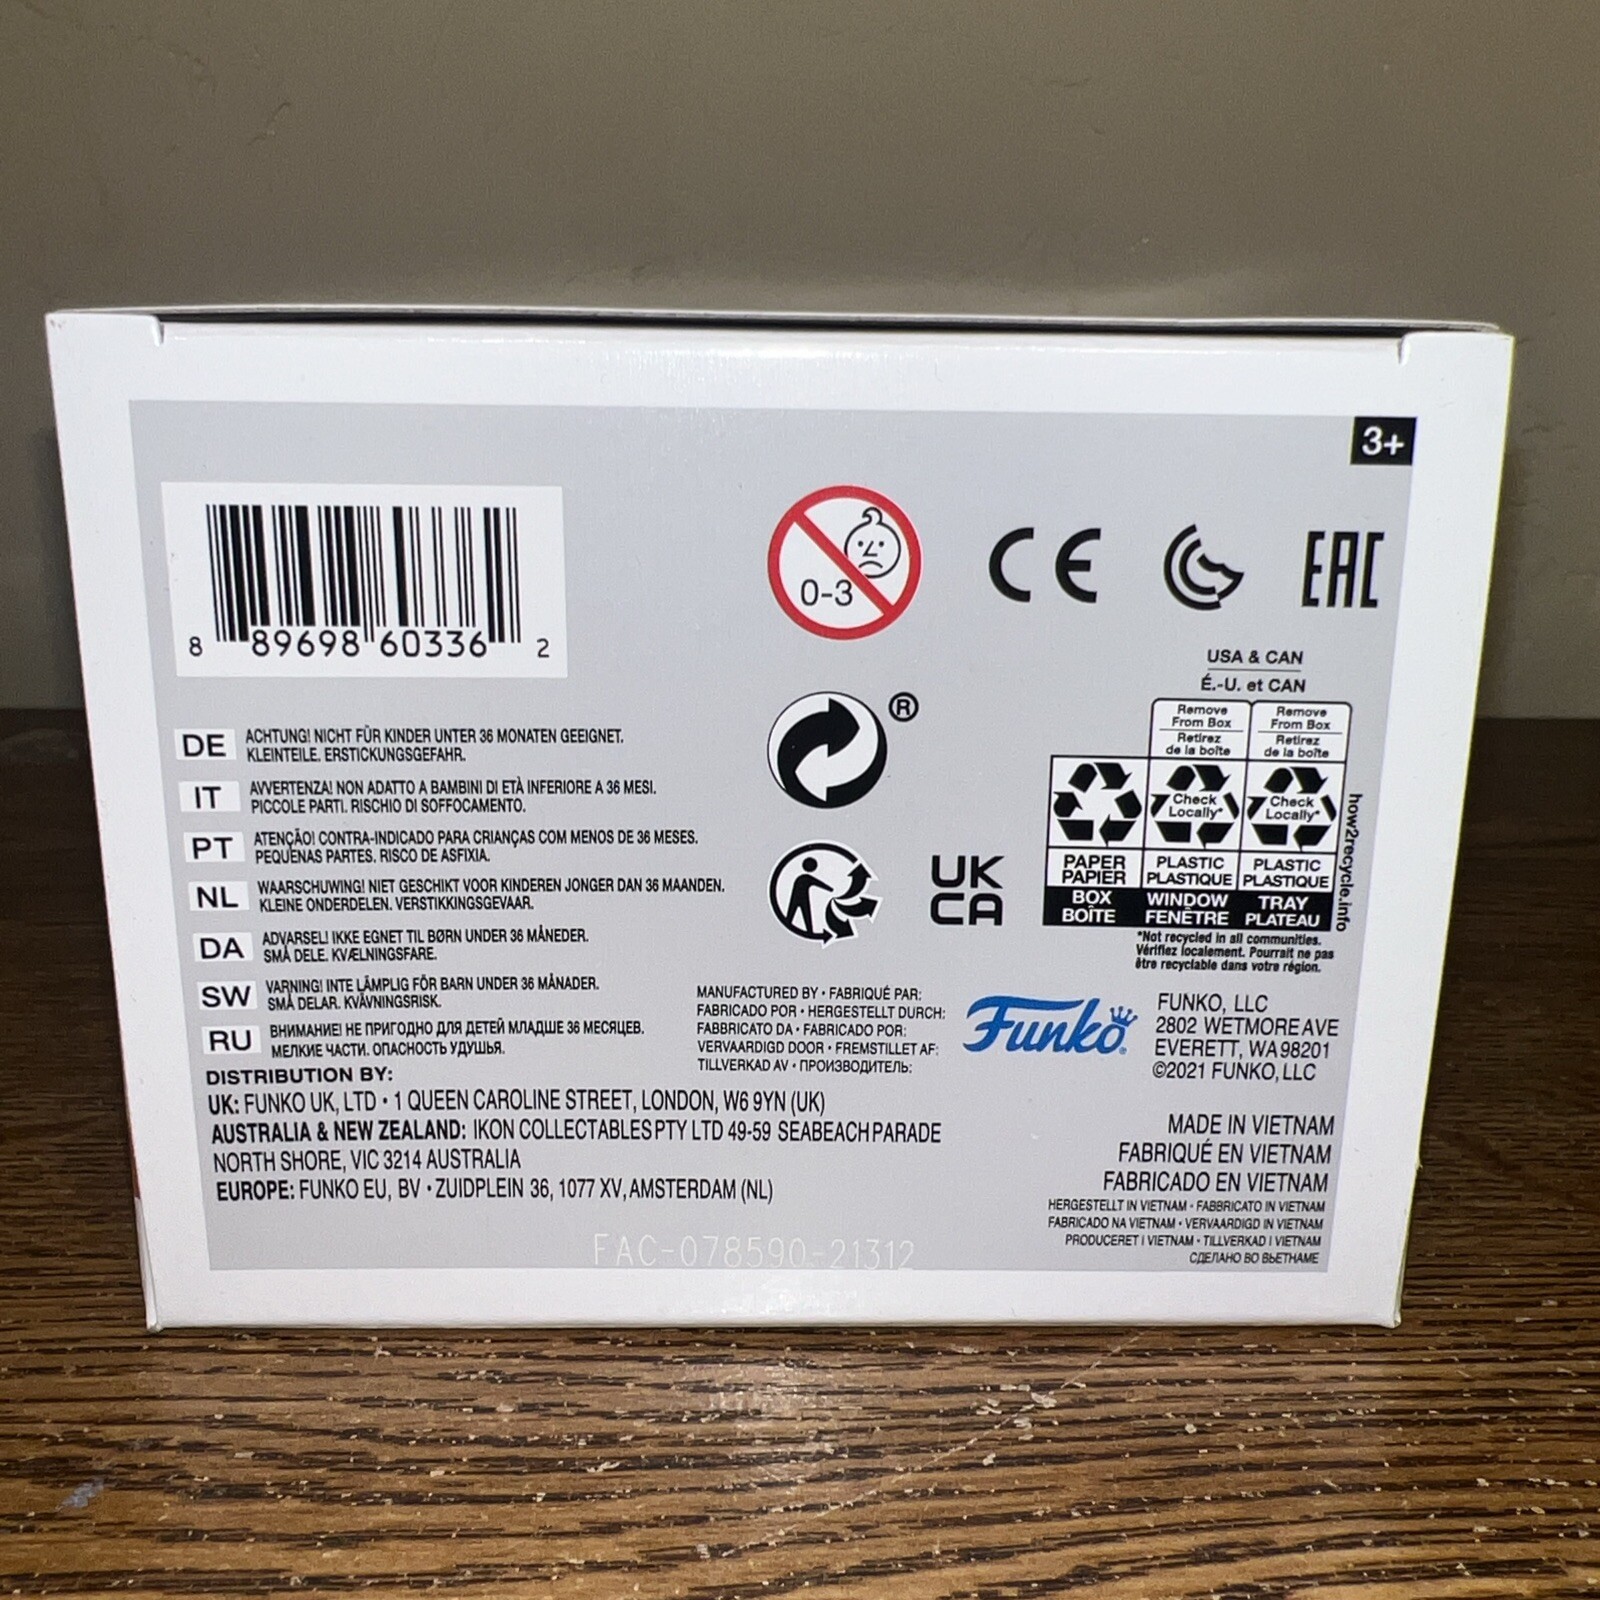 3+
8 89698 60336 2
0-3
CE
EAC
®
UK
CA
USA & CAN
É.-U. et CAN
Remove
From Box
Retirez
de la boîte
Remove
From Box
Retirez
de la boîte
Check
Locally*
Check
Locally*
PAPER
PAPIER
PLASTIC
PLASTIQUE
PLASTIC
PLASTIQUE
BOX
BOÎTE
WINDOW
FENÊTRE
TRAY
PLATEAU
how2recycle.info
*Not recycled in all communities.
Vérifiez localement. Pourrait ne pas
être recyclable dans votre région.
DE ACHTUNG! NICHT FÜR KINDER UNTER 36 MONATEN GEEIGNET.
KLEINTEILE. ERSTICKUNGSGEFAHR.
IT AVVERTENZA! NON ADATTO A BAMBINI DI ETÀ INFERIORE A 36 MESI.
PICCOLE PARTI. RISCHIO DI SOFFOCAMENTO.
PT ATENÇÃO! CONTRA-INDICADO PARA CRIANÇAS COM MENOS DE 36 MESES.
PEQUENAS PARTES. RISCO DE ASFIXIA.
NL WAARSCHUWING! NIET GESCHIKT VOOR KINDEREN JONGER DAN 36 MAANDEN.
KLEINE ONDERDELEN. VERSTIKKINGSGEVAAR.
DA ADVARSEL! IKKE EGNET TIL BØRN UNDER 36 MÅNEDER.
SMÅ DELE. KVÆLNINGSFARE.
SW VARNING! INTE LÄMPLIG FÖR BARN UNDER 36 MÅNADER.
SMÅ DELAR. KVÄVNINGSRISK.
RU ВНИМАНИЕ! НЕ ПРИГОДНО ДЛЯ ДЕТЕЙ МЛАДШЕ 36 МЕСЯЦЕВ.
МЕЛКИЕ ЧАСТИ. ОПАСНОСТЬ УДУШЬЯ.
MANUFACTURED BY • FABRIQUÉ PAR:
FABRICADO POR • HERGESTELLT DURCH:
FABBRICATO DA • FABRICADO POR:
VERVAARDIGD DOOR • FREMSTILLET AF:
TILLVERKAD AV • ПРОИЗВОДИТЕЛЬ:
Funko
FUNKO, LLC
2802 WETMORE AVE
EVERETT, WA 98201
©2021 FUNKO, LLC
DISTRIBUTION BY:
UK: FUNKO UK, LTD • 1 QUEEN CAROLINE STREET, LONDON, W6 9YN (UK)
AUSTRALIA & NEW ZEALAND: IKON COLLECTABLES PTY LTD 49-59 SEABEACH PARADE
NORTH SHORE, VIC 3214 AUSTRALIA
EUROPE: FUNKO EU, BV • ZUIDPLEIN 36, 1077 XV, AMSTERDAM (NL)
MADE IN VIETNAM
FABRIQUÉ EN VIETNAM
FABRICADO EN VIETNAM
HERGESTELLT IN VIETNAM • FABBRICATO IN VIETNAM
FABRICADO NA VIETNAM • VERVAARDIGD IN VIETNAM
PRODUCERET I VIETNAM • TILLVERKAD I VIETNAM
СДЕЛАНО ВО ВЬЕТНАМЕ
FAC-078590-21312